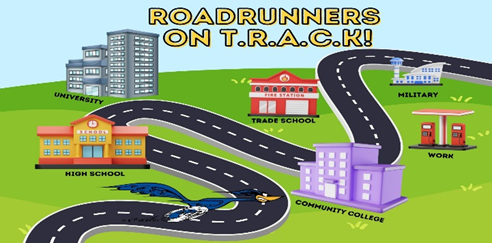 ROADRUNNERS
ON T.R.A.C.K!
UNIVERSITY
FIRE STATION
TRADE SCHOOL
MILITARY
SCHOOL
HIGH SCHOOL
WORK
COMMUNITY COLLEGE